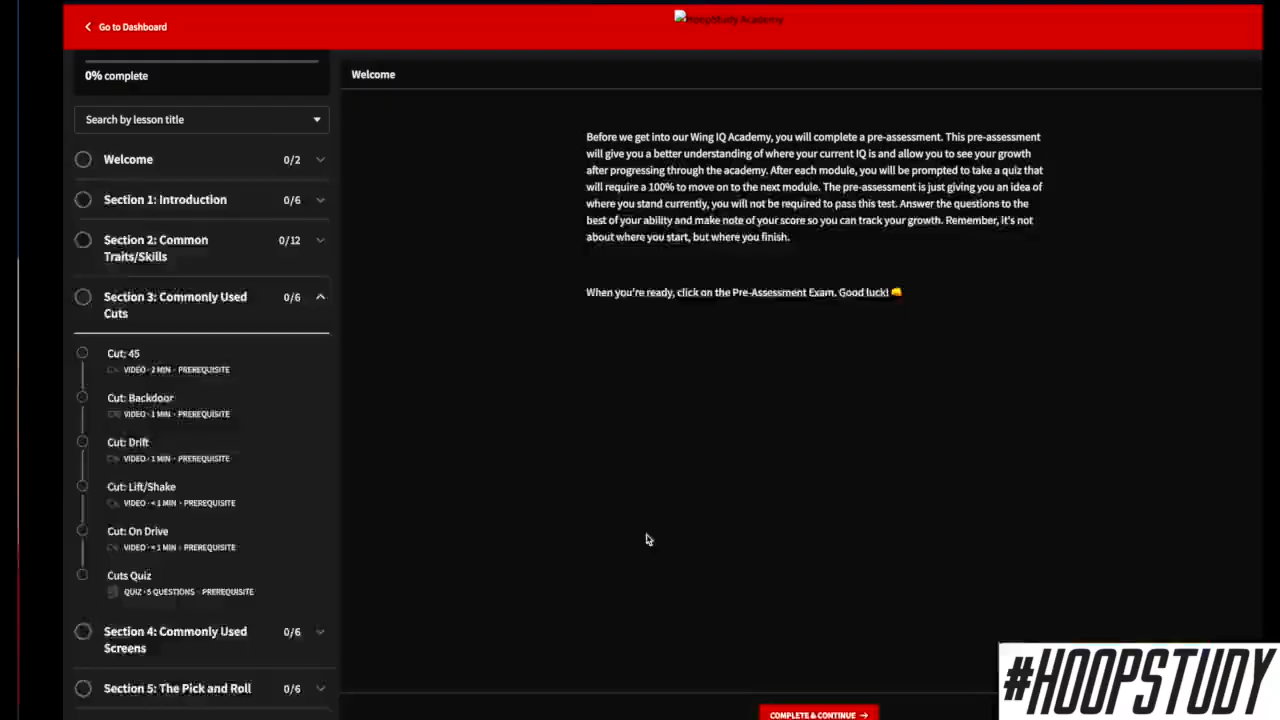 Go to Dashboard
HoopStudy Academy
0% complete
Search by lesson title
Welcome 0/2
Section 1: Introduction 0/6
Section 2: Common 0/12
Traits/Skills
Section 3: Commonly Used 0/6
Cuts
Cut: 45
VIDEO · 2 MIN · PREREQUISITE
Cut: Backdoor
VIDEO · 1 MIN · PREREQUISITE
Cut: Drift
VIDEO · 1 MIN · PREREQUISITE
Cut: Lift/Shake
VIDEO · < 1 MIN · PREREQUISITE
Cut: On Drive
VIDEO · < 1 MIN · PREREQUISITE
Cuts Quiz
QUIZ · 5 QUESTIONS · PREREQUISITE
Section 4: Commonly Used 0/6
Screens
Section 5: The Pick and Roll 0/6
Welcome
Before we get into our Wing IQ Academy, you will complete a pre-assessment. This pre-assessment
will give you a better understanding of where your current IQ is and allow you to see your growth
after progressing through the academy. After each module, you will be prompted to take a quiz that
will require a 100% to move on to the next module. The pre-assessment is just giving you an idea of
where you stand currently, you will not be required to pass this test. Answer the questions to the
best of your ability and make note of your score so you can track your growth. Remember, it's not
about where you start, but where you finish.
When you're ready, click on the Pre-Assessment Exam. Good luck! 👊
COMPLETE & CONTINUE →
#HOOPSTUDY